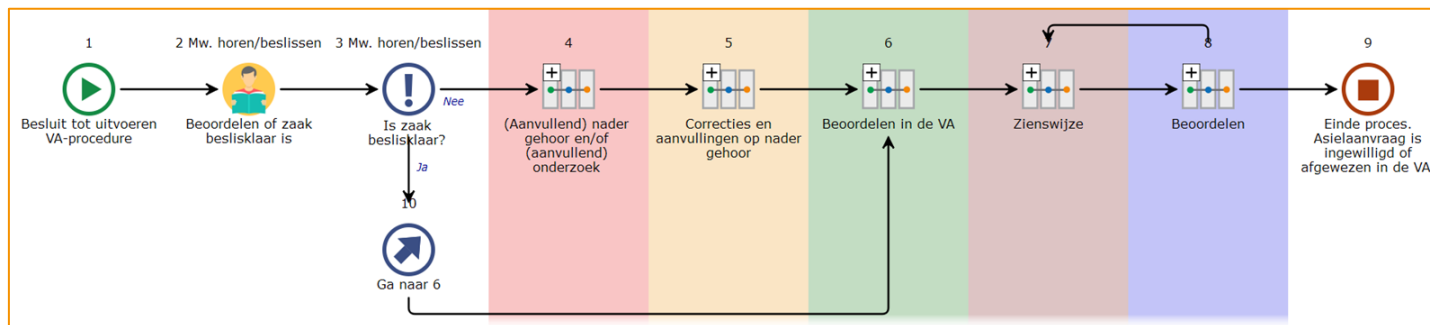 1
2 Mw. horen/beslissen
3 Mw. horen/beslissen
4
5
6
7
8
9
Nee
Besluit tot uitvoeren
VA-procedure
Beoordelen of zaak
beslisklaar is
Is zaak
beslisklaar?
(Aanvullend) nader
gehoor en/of
(aanvullend)
onderzoek
Correcties en
aanvullingen op nader
gehoor
Beoordelen in de VA
Zienswijze
Beoordelen
Einde proces.
Asielaanvraag is
ingewilligd of
afgewezen in de VA
Ja
10
Ga naar 6